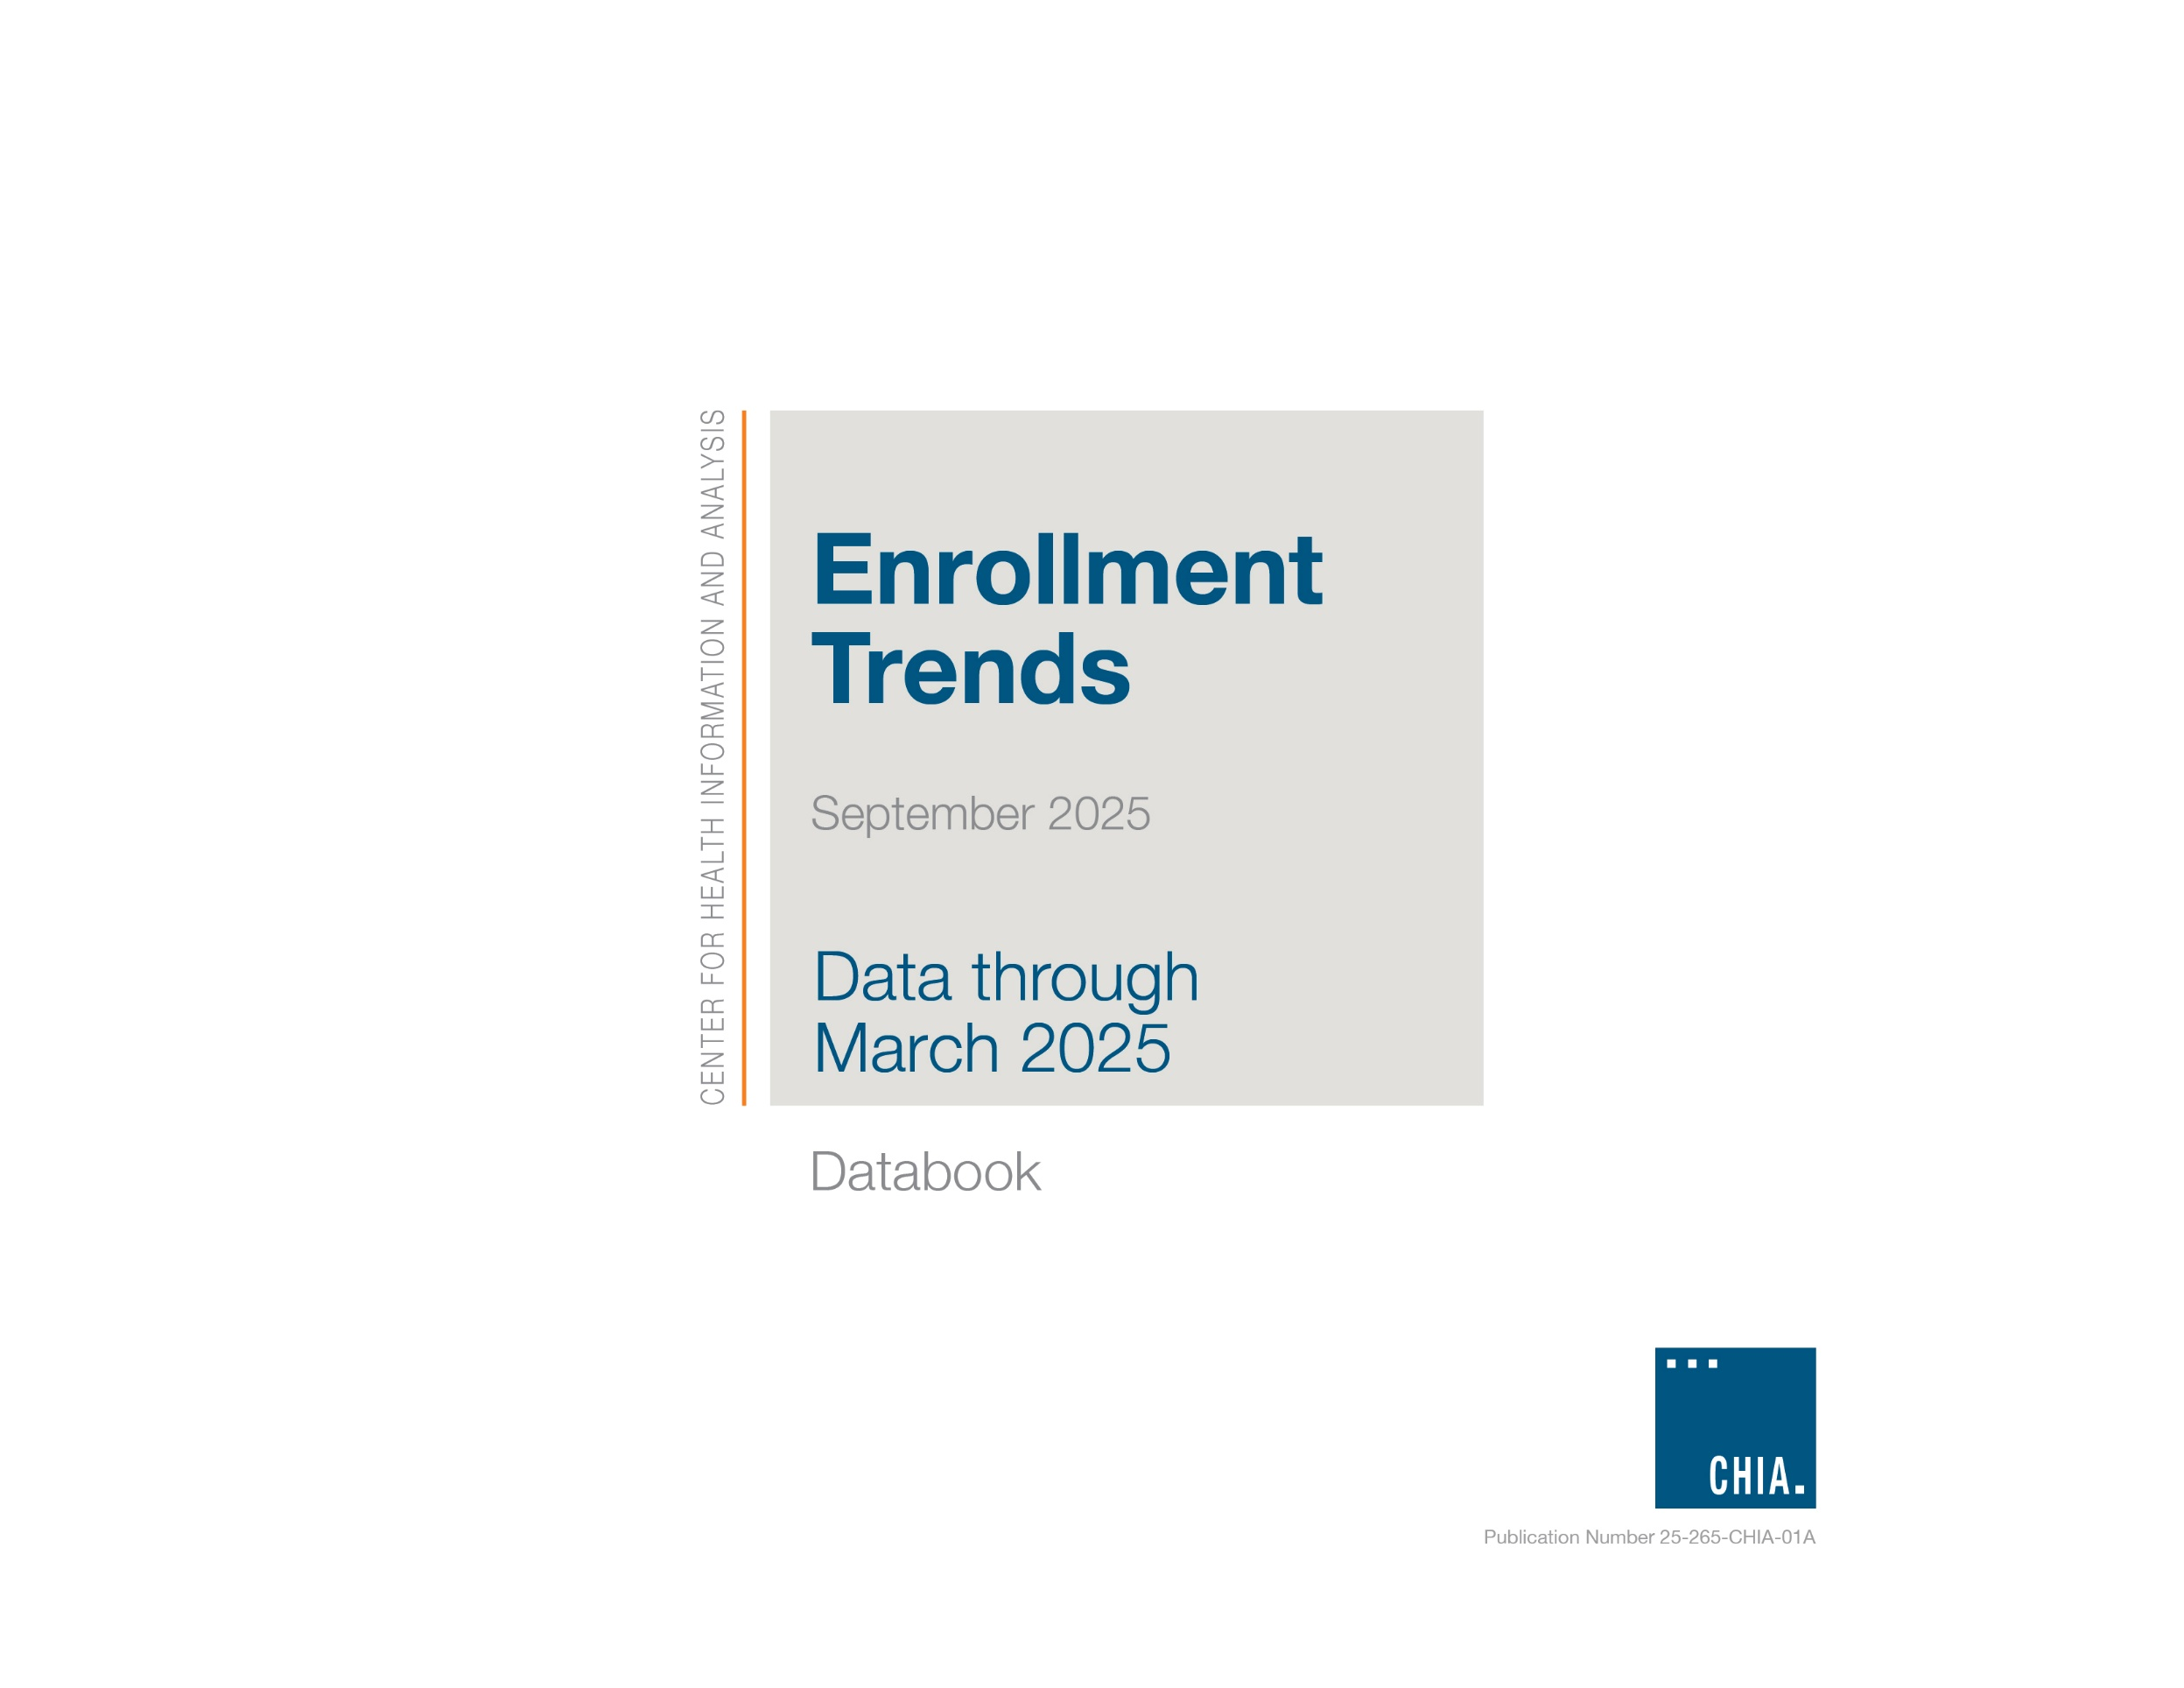 CENTER FOR HEALTH INFORMATION AND ANALYSIS
Enrollment
Trends
September 2025
Data through
March 2025
Databook
CHIA.
Publication Number 25-265-CHIA-01A